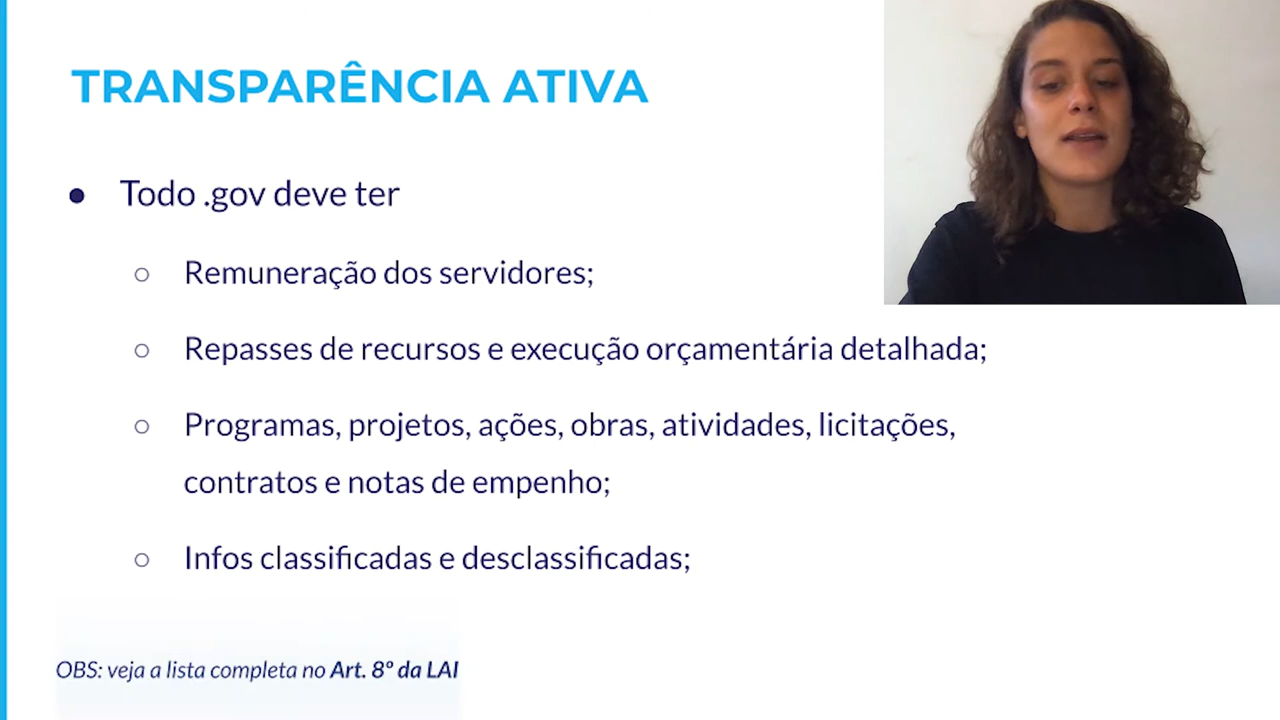 TRANSPARÊNCIA ATIVA
● Todo .gov deve ter
○ Remuneração dos servidores;
○ Repasses de recursos e execução orçamentária detalhada;
○ Programas, projetos, ações, obras, atividades, licitações,
contratos e notas de empenho;
○ Infos classificadas e desclassificadas;
OBS: veja a lista completa no Art. 8º da LAI